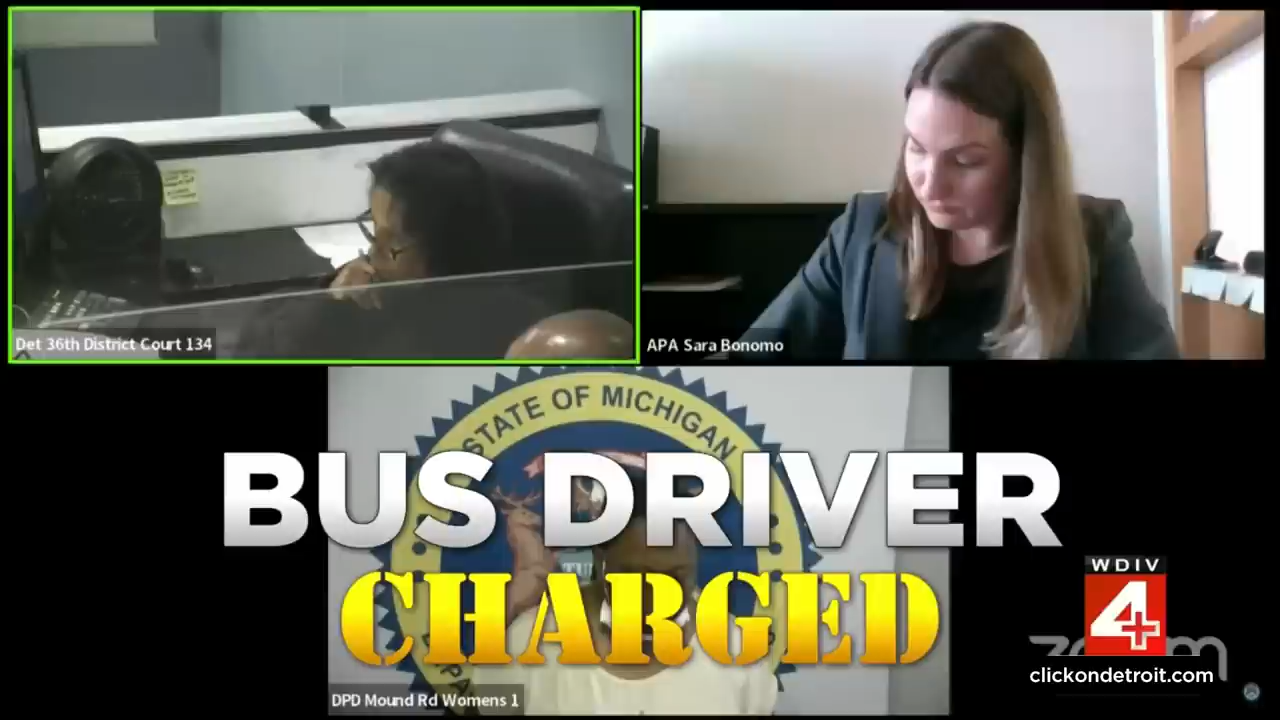 Det 36th District Court 134
APA Sara Bonomo
STATE OF MICHIGAN
BUS DRIVER
CHARGED
WDIV
4+
zoom
clickondetroit.com
DPD Mound Rd Womens 1